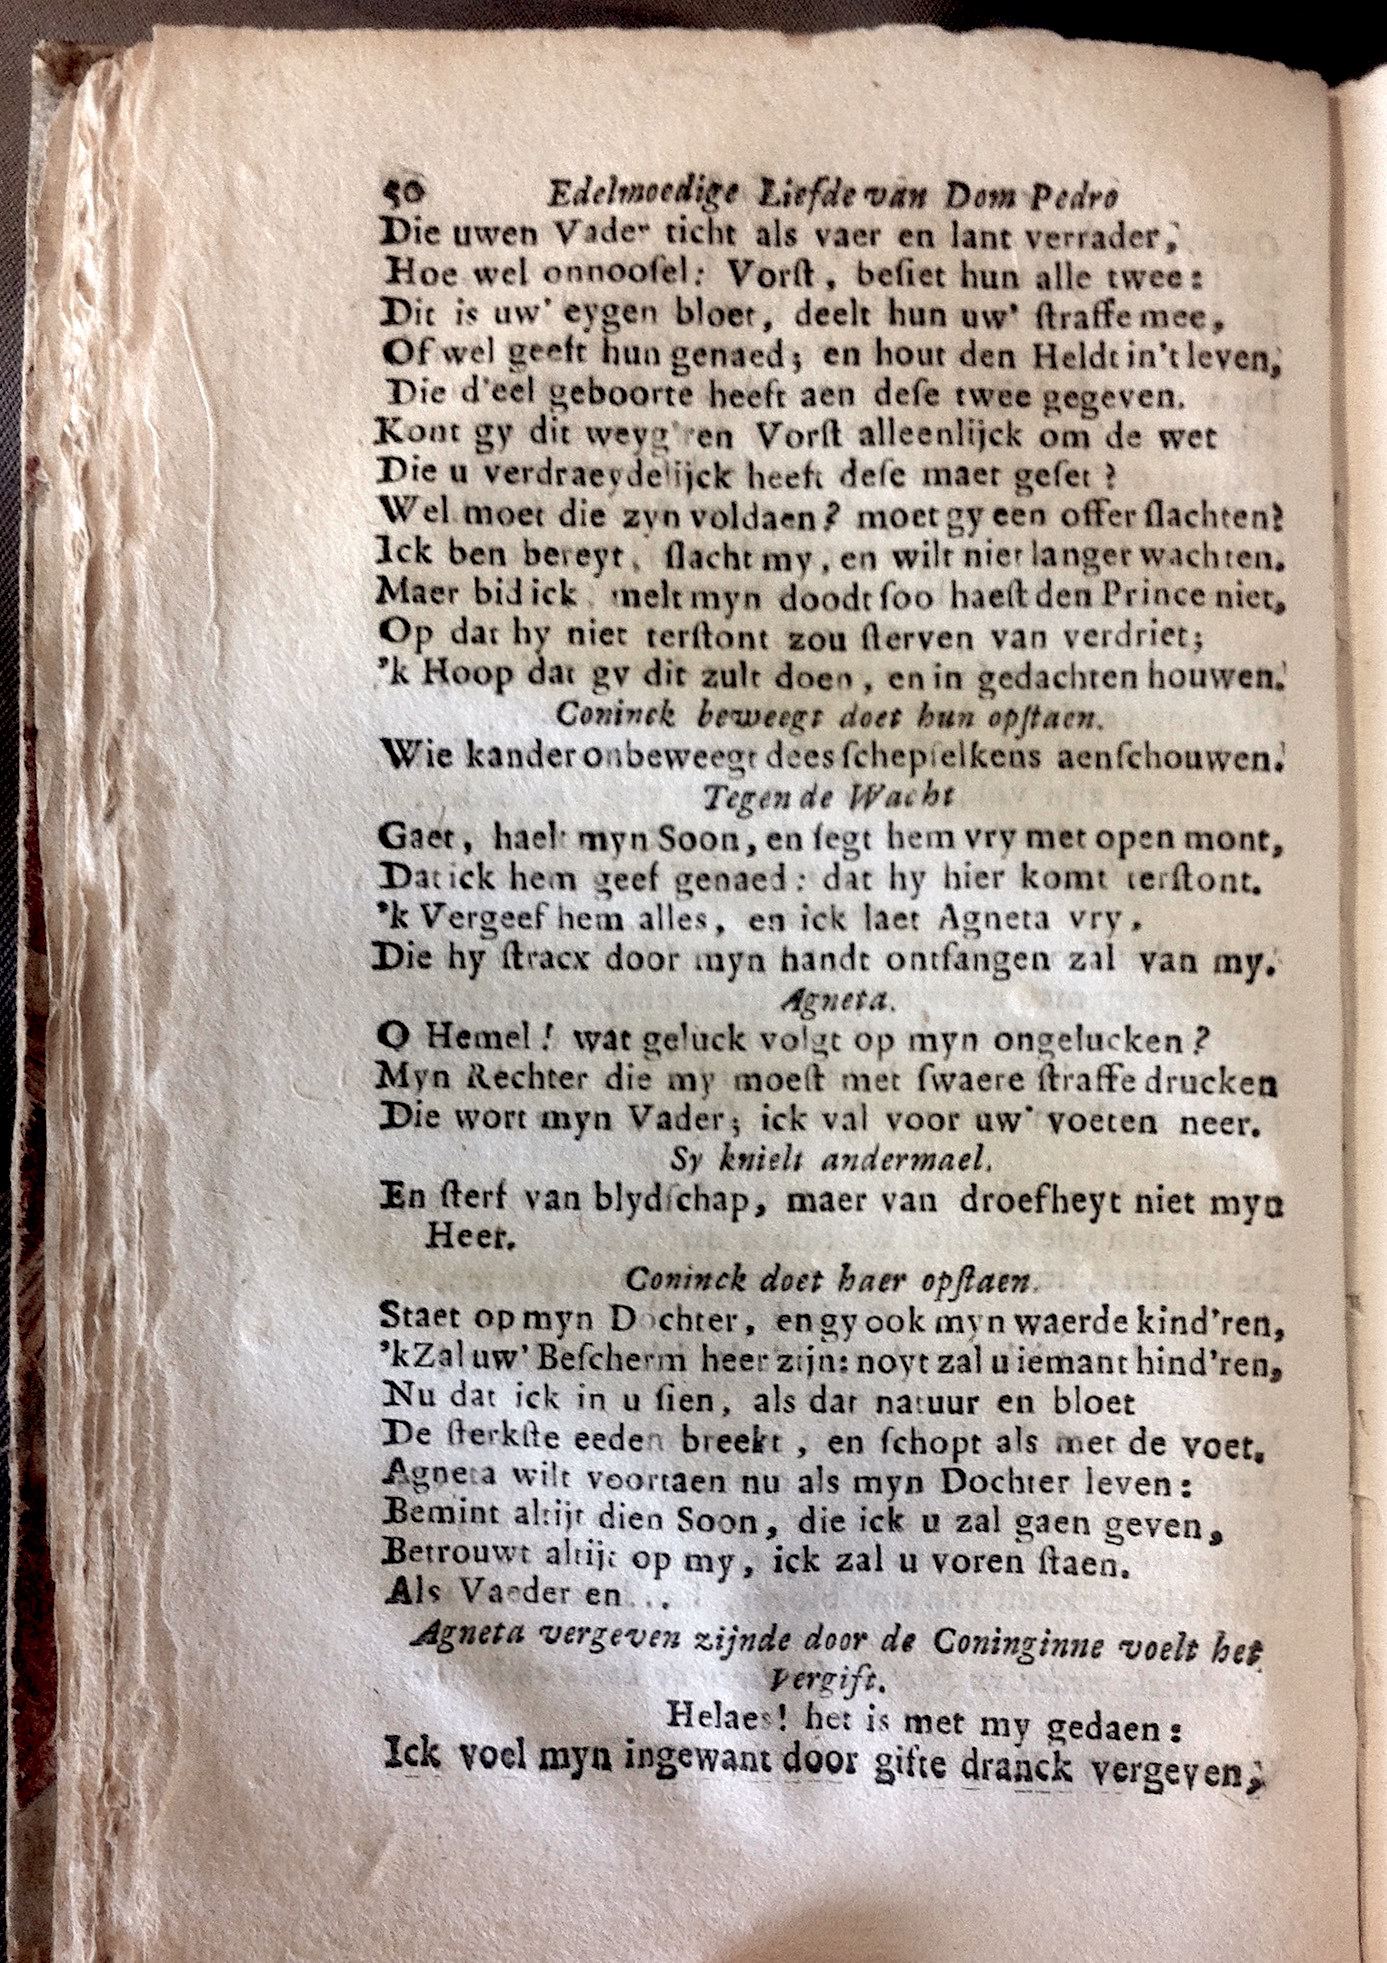 50 Edelmoedige Liefde van Dom Pedro
Die uwen Vader ticht als vaer en lant verrader,
Hoe wel onnoosel: Vorst, besiet hun alle twee:
Dit is uw' eygen bloet, deelt hun uw' straffe mee,
Of wel geeft hun genaed; en hout den Heldt in't leven,
Die d'eel geboorte heeft aen dese twee gegeven.
Kont gy dit weyg'ren Vorst alleenlijck om de wet
Die u verdraeydelijck heeft dese maet geset?
Wel moet die zyn voldaen? moet gy een offer slachten?
Ick ben bereyt, slacht my, en wilt niet langer wachten.
Maer bid ick, melt myn doodt soo haest den Prince niet,
Op dat hy niet terstont zou sterven van verdriet;
'k Hoop dat gy dit zult doen, en in gedachten houwen.
Coninck beweegt doet hun opstaen.
Wie kander onbeweegt dees schepselkens aenschouwen.
Tegen de Wacht
Gaet, haelt myn Soon, en segt hem vry met open mont,
Dat ick hem geef genaed: dat hy hier komt terstont.
'k Vergeef hem alles, en ick laet Agneta vry,
Die hy stracx door myn handt ontfangen zal van my.
Agneta.
O Hemel! wat geluck volgt op myn ongelucken?
Myn Rechter die my moest met swaere straffe drucken
Die wort myn Vader; ick val voor uw' voeten neer.
Sy knielt andermael.
En sterf van blydschap, maer van droefheyt niet myn
Heer.
Coninck doet haer opstaen.
Staet op myn Dochter, en gy ook myn waerde kind'ren,
'k Zal uw' Bescherm heer zijn: noyt zal u iemant hind'ren,
Nu dat ick in u sien, als dat natuur en bloet
De sterkste eeden breekt, en schopt als met de voet.
Agneta wilt voortaen nu als myn Dochter leven:
Bemint altijt dien Soon, die ick u zal gaen geven,
Betrouwt altijt op my, ick zal u voren staen.
Als Vaeder en...
Agneta vergeven zijnde door de Coninginne voelt het
Vergift.
Helaes! het is met my gedaen:
Ick voel myn ingewant door gifte dranck vergeven,